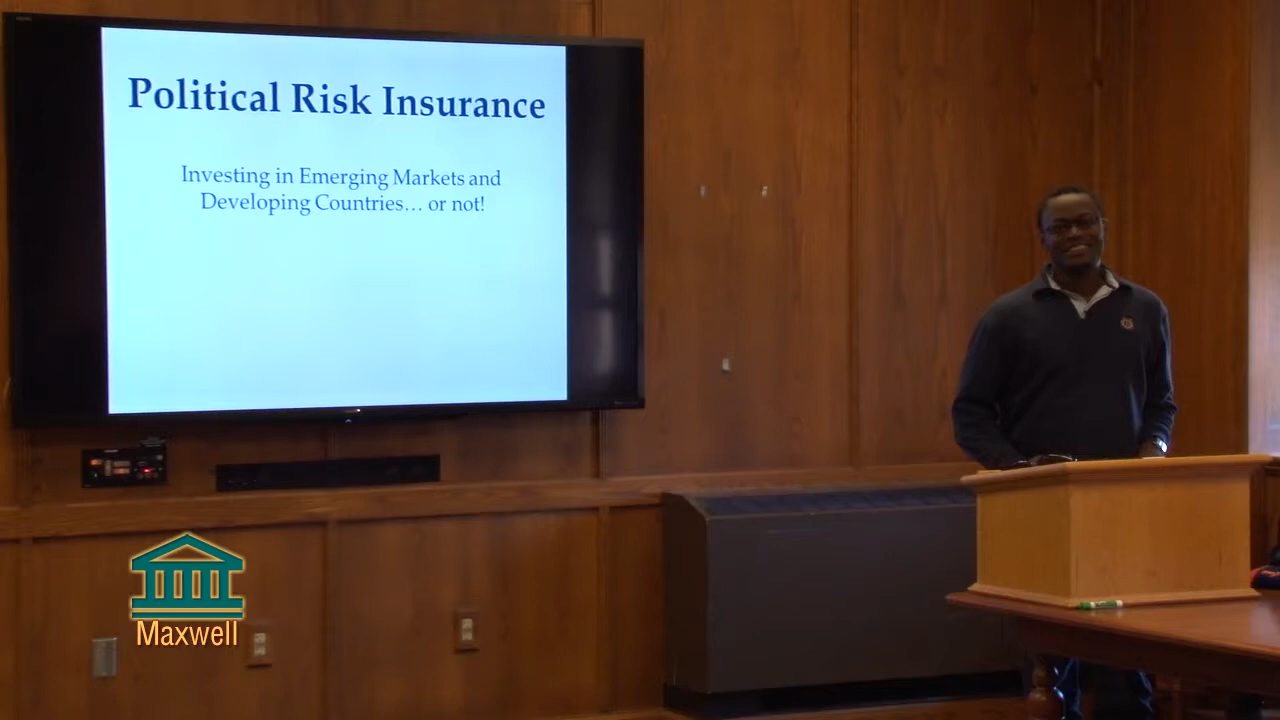 Political Risk Insurance
Investing in Emerging Markets and
Developing Countries… or not!
Maxwell